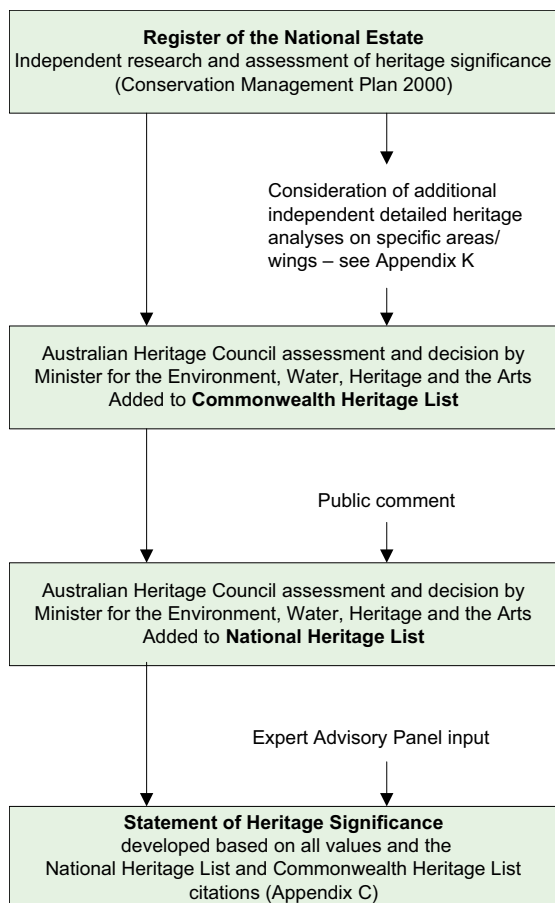 Register of the National Estate
Independent research and assessment of heritage significance
(Conservation Management Plan 2000)
Consideration of additional
independent detailed heritage
analyses on specific areas/
wings – see Appendix K
Australian Heritage Council assessment and decision by
Minister for the Environment, Water, Heritage and the Arts
Added to Commonwealth Heritage List
Public comment
Australian Heritage Council assessment and decision by
Minister for the Environment, Water, Heritage and the Arts
Added to National Heritage List
Expert Advisory Panel input
Statement of Heritage Significance
developed based on all values and the
National Heritage List and Commonwealth Heritage List
citations (Appendix C)